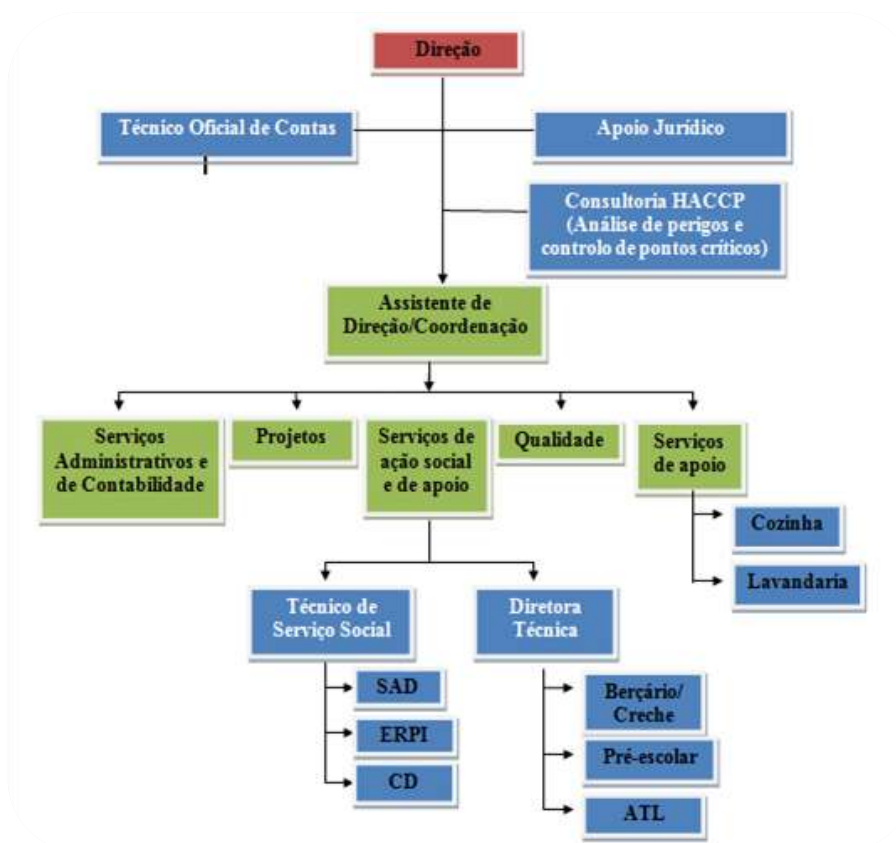 Direção
Técnico Oficial de Contas
Apoio Jurídico
Consultoria HACCP
(Análise de perigos e
controlo de pontos críticos)
Assistente de
Direção/Coordenação
Serviços
Administrativos e
de Contabilidade
Projetos
Serviços de
ação social
e de apoio
Qualidade
Serviços
de apoio
Cozinha
Lavandaria
Técnico de
Serviço Social
Diretora
Técnica
SAD
ERPI
CD
Berçário/
Creche
Pré-escolar
ATL